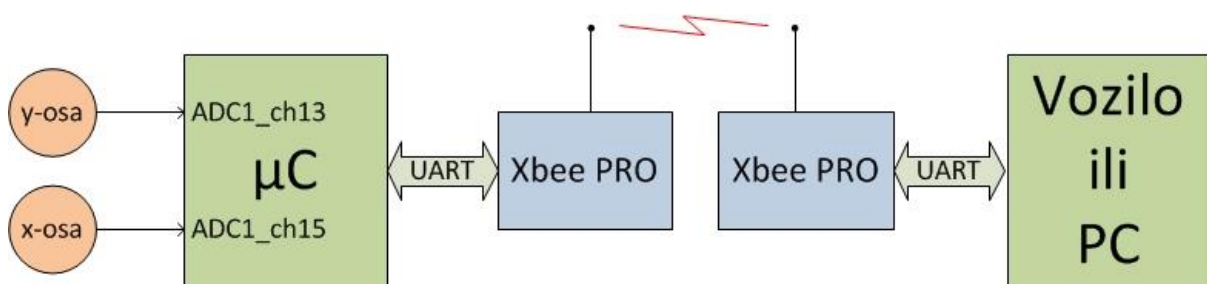 y-osa
ADC1_ch13
x-osa
ADC1_ch15
µC
UART
Xbee PRO
Xbee PRO
UART
Vozilo
ili
PC